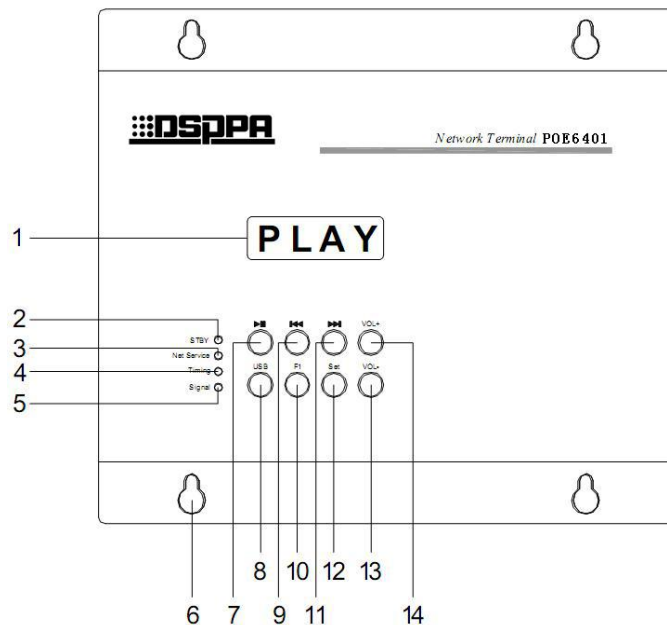 DSPPA
Network Terminal POE6401
1
PLAY
2
3
4
5
STBY
Net Service
Timing
Signal
VOL+
USB
F1
Set
VOL-
8
10
12
13
6
7
9
11
14